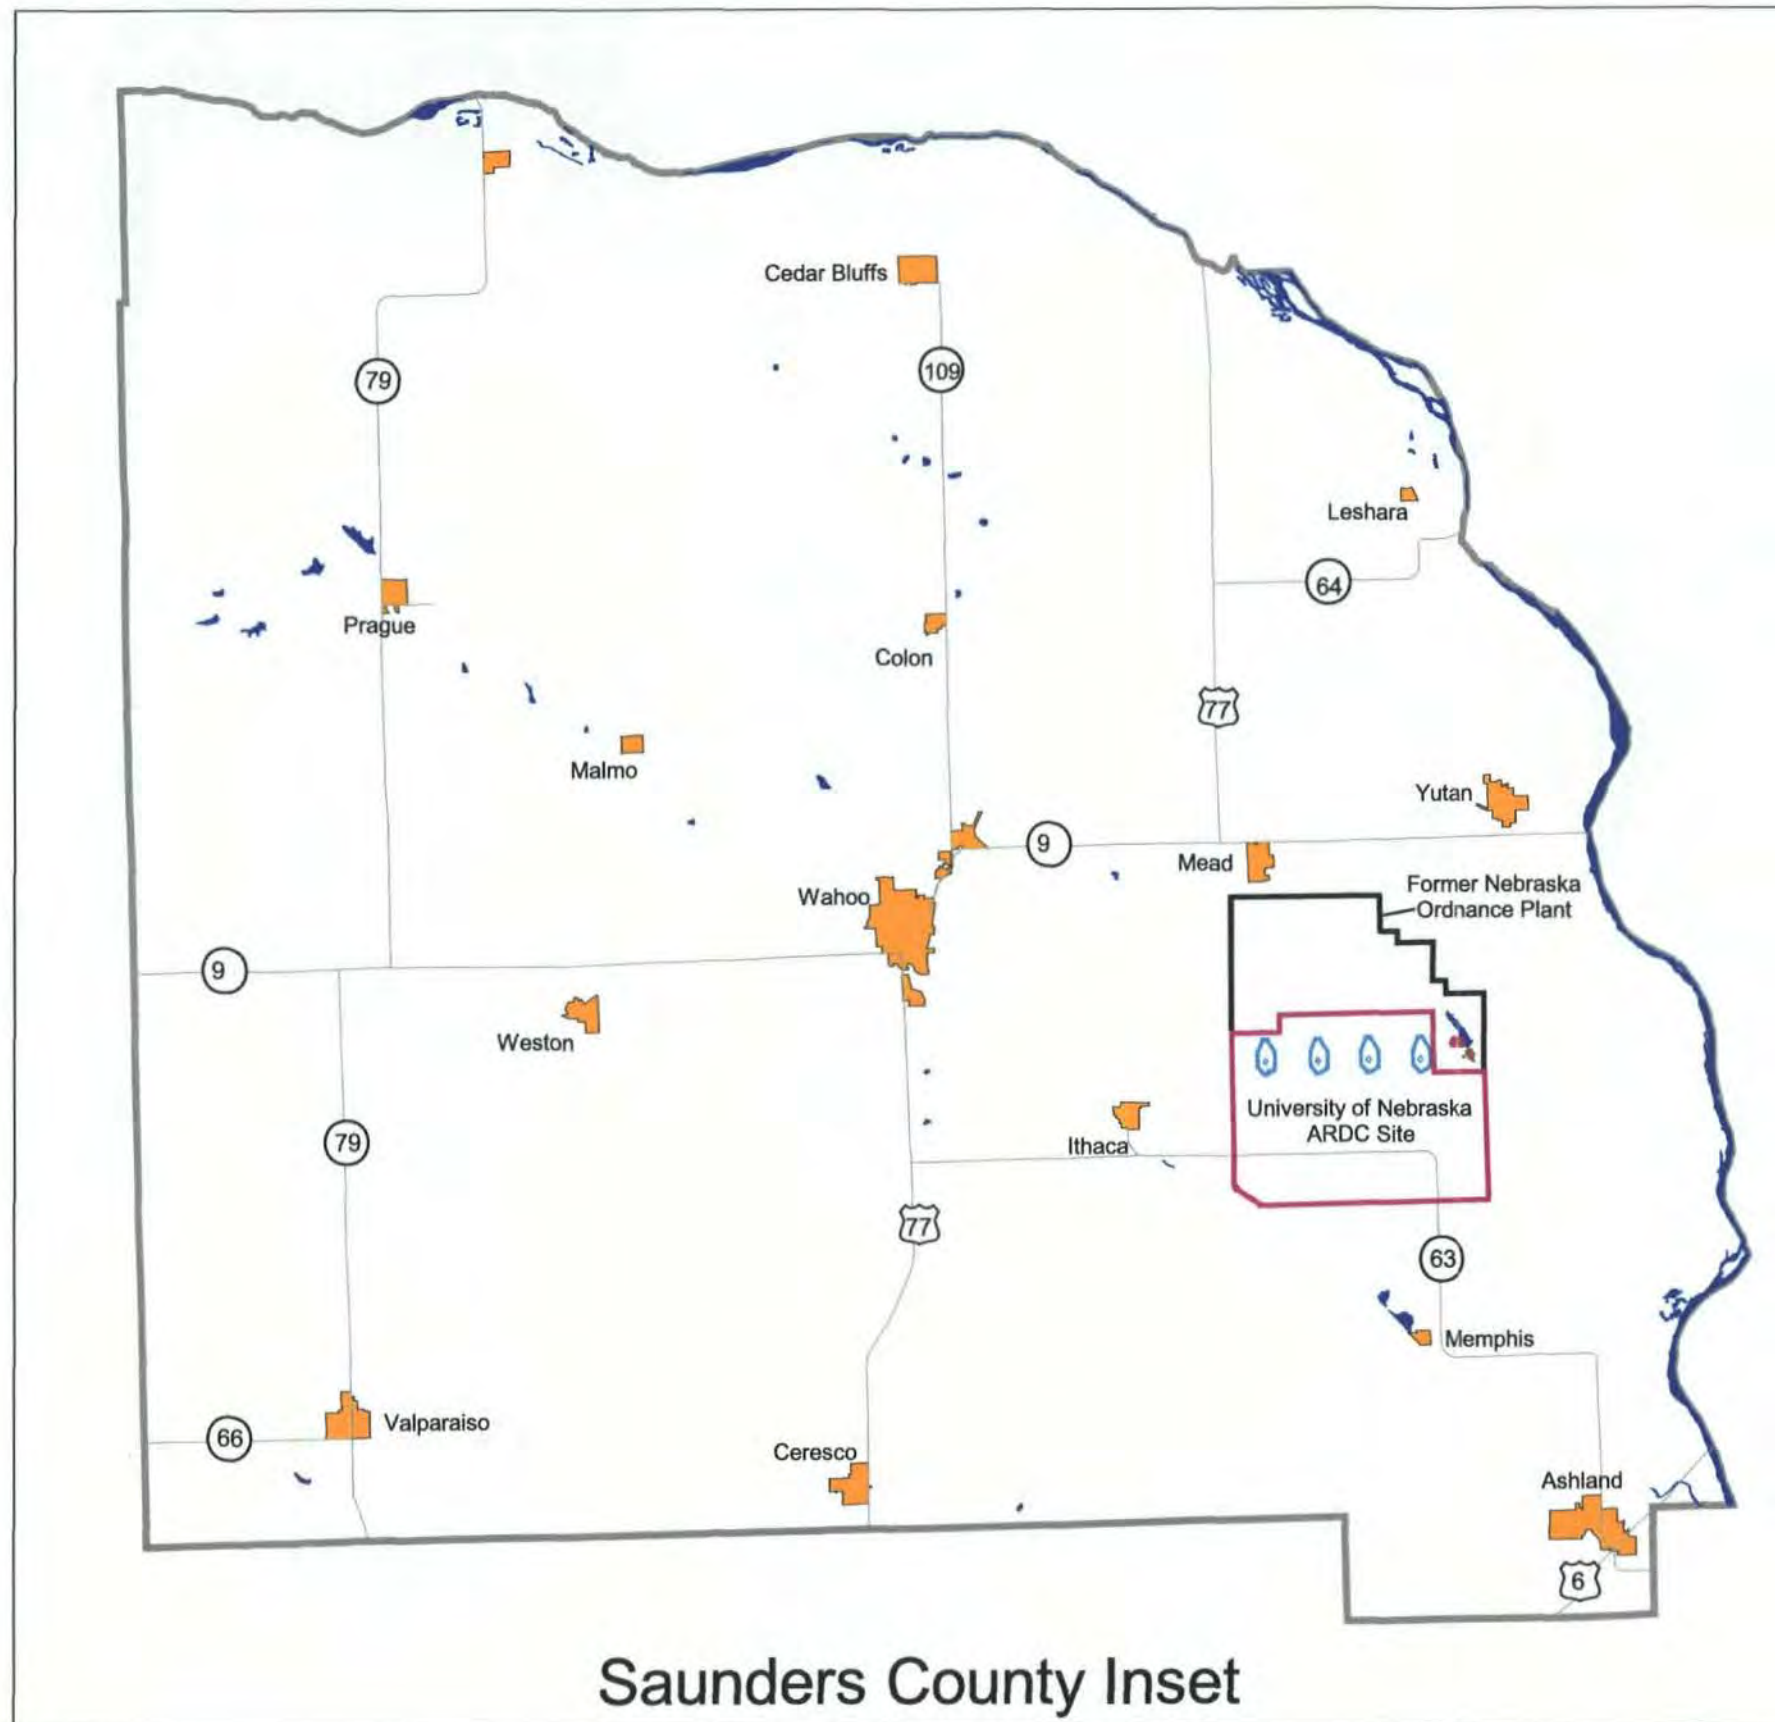 Cedar Bluffs
79
109
Leshara
64
Prague
Colon
77
Malmo
Yutan
9
Mead
Former Nebraska
Ordnance Plant
Wahoo
9
Weston
University of Nebraska
ARDC Site
79
Ithaca
77
63
Memphis
66
Valparaiso
Ceresco
Ashland
6
Saunders County Inset